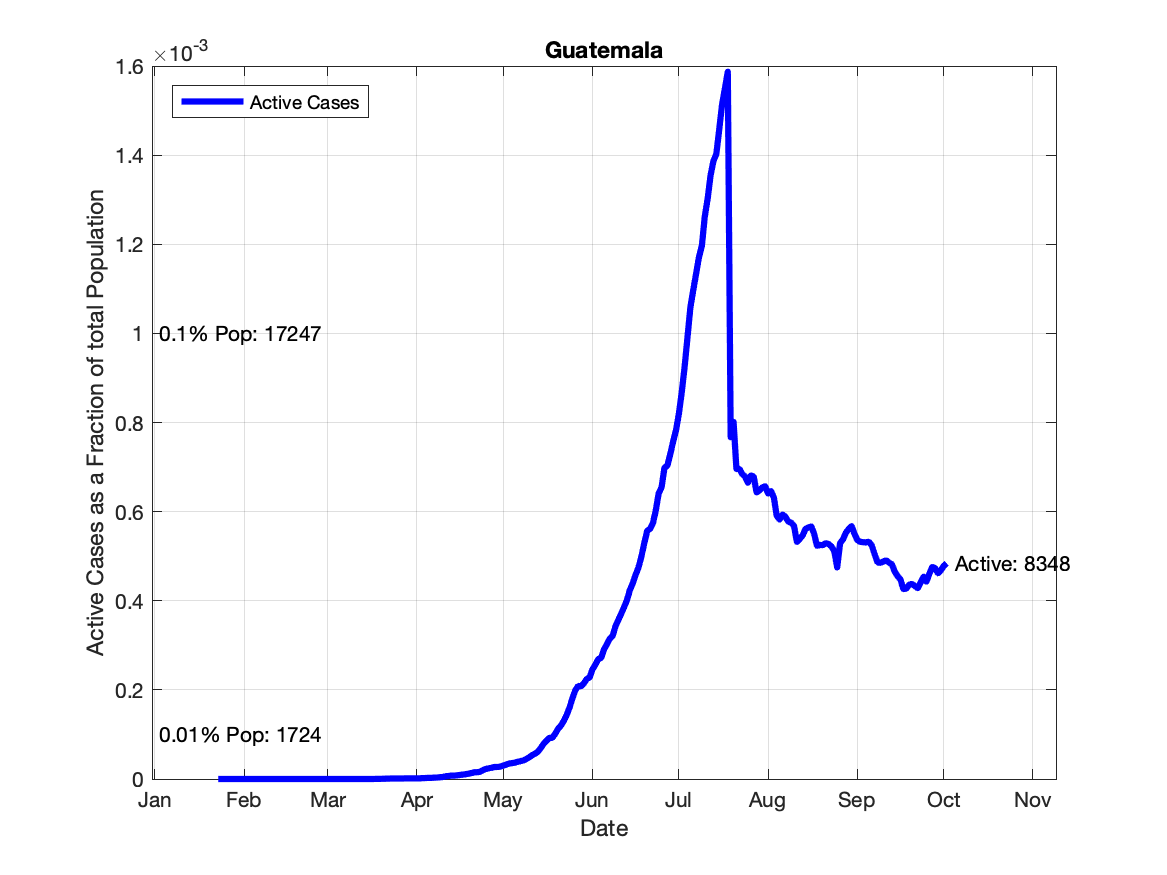 Guatemala
×10-3
1.6
1.4
1.2
1
0.8
0.6
0.4
0.2
0
Active Cases as a Fraction of total Population
Active Cases
0.1% Pop: 17247
0.01% Pop: 1724
Active: 8348
Jan Feb Mar Apr May Jun Jul Aug Sep Oct Nov
Date